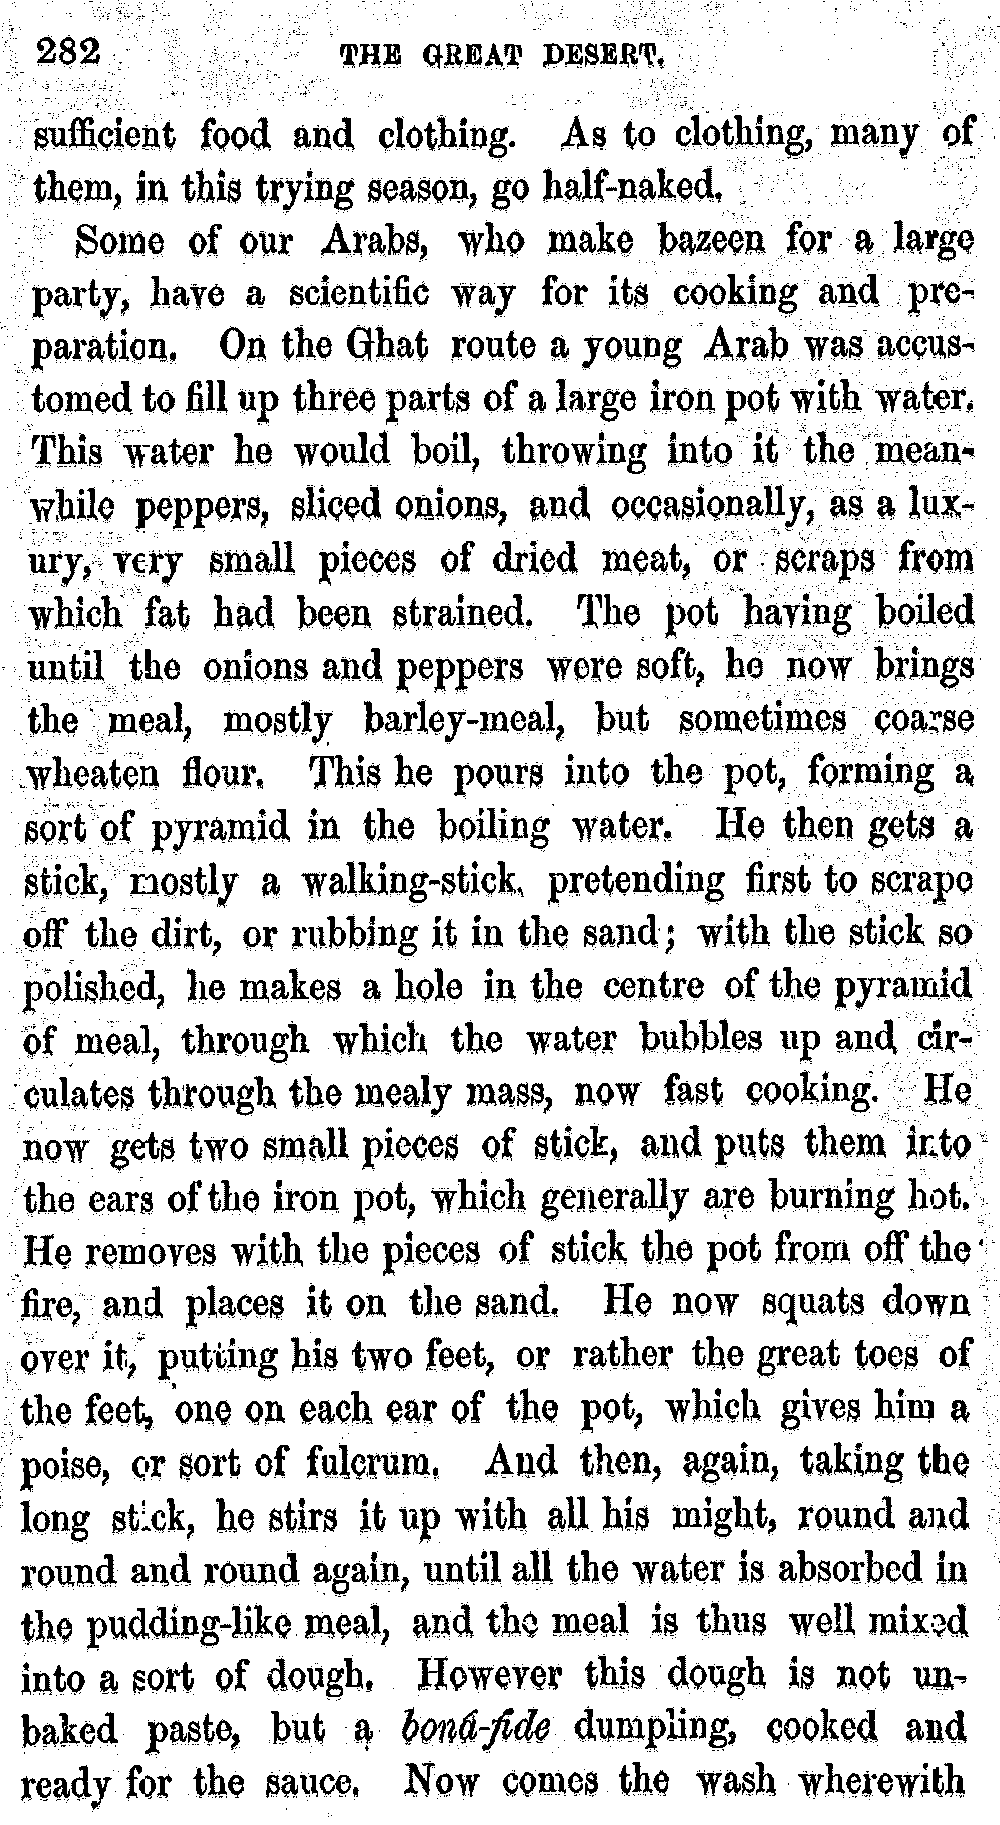 282 THE GREAT DESERT.
sufficient food and clothing. As to clothing, many of
them, in this trying season, go half-naked.
Some of our Arabs, who make bazeen for a large
party, have a scientific way for its cooking and pre-
paration. On the Ghat route a young Arab was accus-
tomed to fill up three parts of a large iron pot with water.
This water he would boil, throwing into it the mean-
while peppers, sliced onions, and occasionally, as a lux-
ury, very small pieces of dried meat, or scraps from
which fat had been strained. The pot having boiled
until the onions and peppers were soft, he now brings
the meal, mostly barley-meal, but sometimes coarse
wheaten flour. This he pours into the pot, forming a
sort of pyramid in the boiling water. He then gets a
stick, mostly a walking-stick, pretending first to scrape
off the dirt, or rubbing it in the sand; with the stick so
polished, he makes a hole in the centre of the pyramid
of meal, through which the water bubbles up and cir-
culates through the mealy mass, now fast cooking. He
now gets two small pieces of stick, and puts them into
the ears of the iron pot, which generally are burning hot.
He removes with the pieces of stick the pot from off the
fire, and places it on the sand. He now squats down
over it, putting his two feet, or rather the great toes of
the feet, one on each ear of the pot, which gives him a
poise, or sort of fulcrum. And then, again, taking the
long stick, he stirs it up with all his might, round and
round and round again, until all the water is absorbed in
the pudding-like meal, and the meal is thus well mixed
into a sort of dough. However this dough is not un-
baked paste, but a bonâ-fide dumpling, cooked and
ready for the sauce. Now comes the wash wherewith